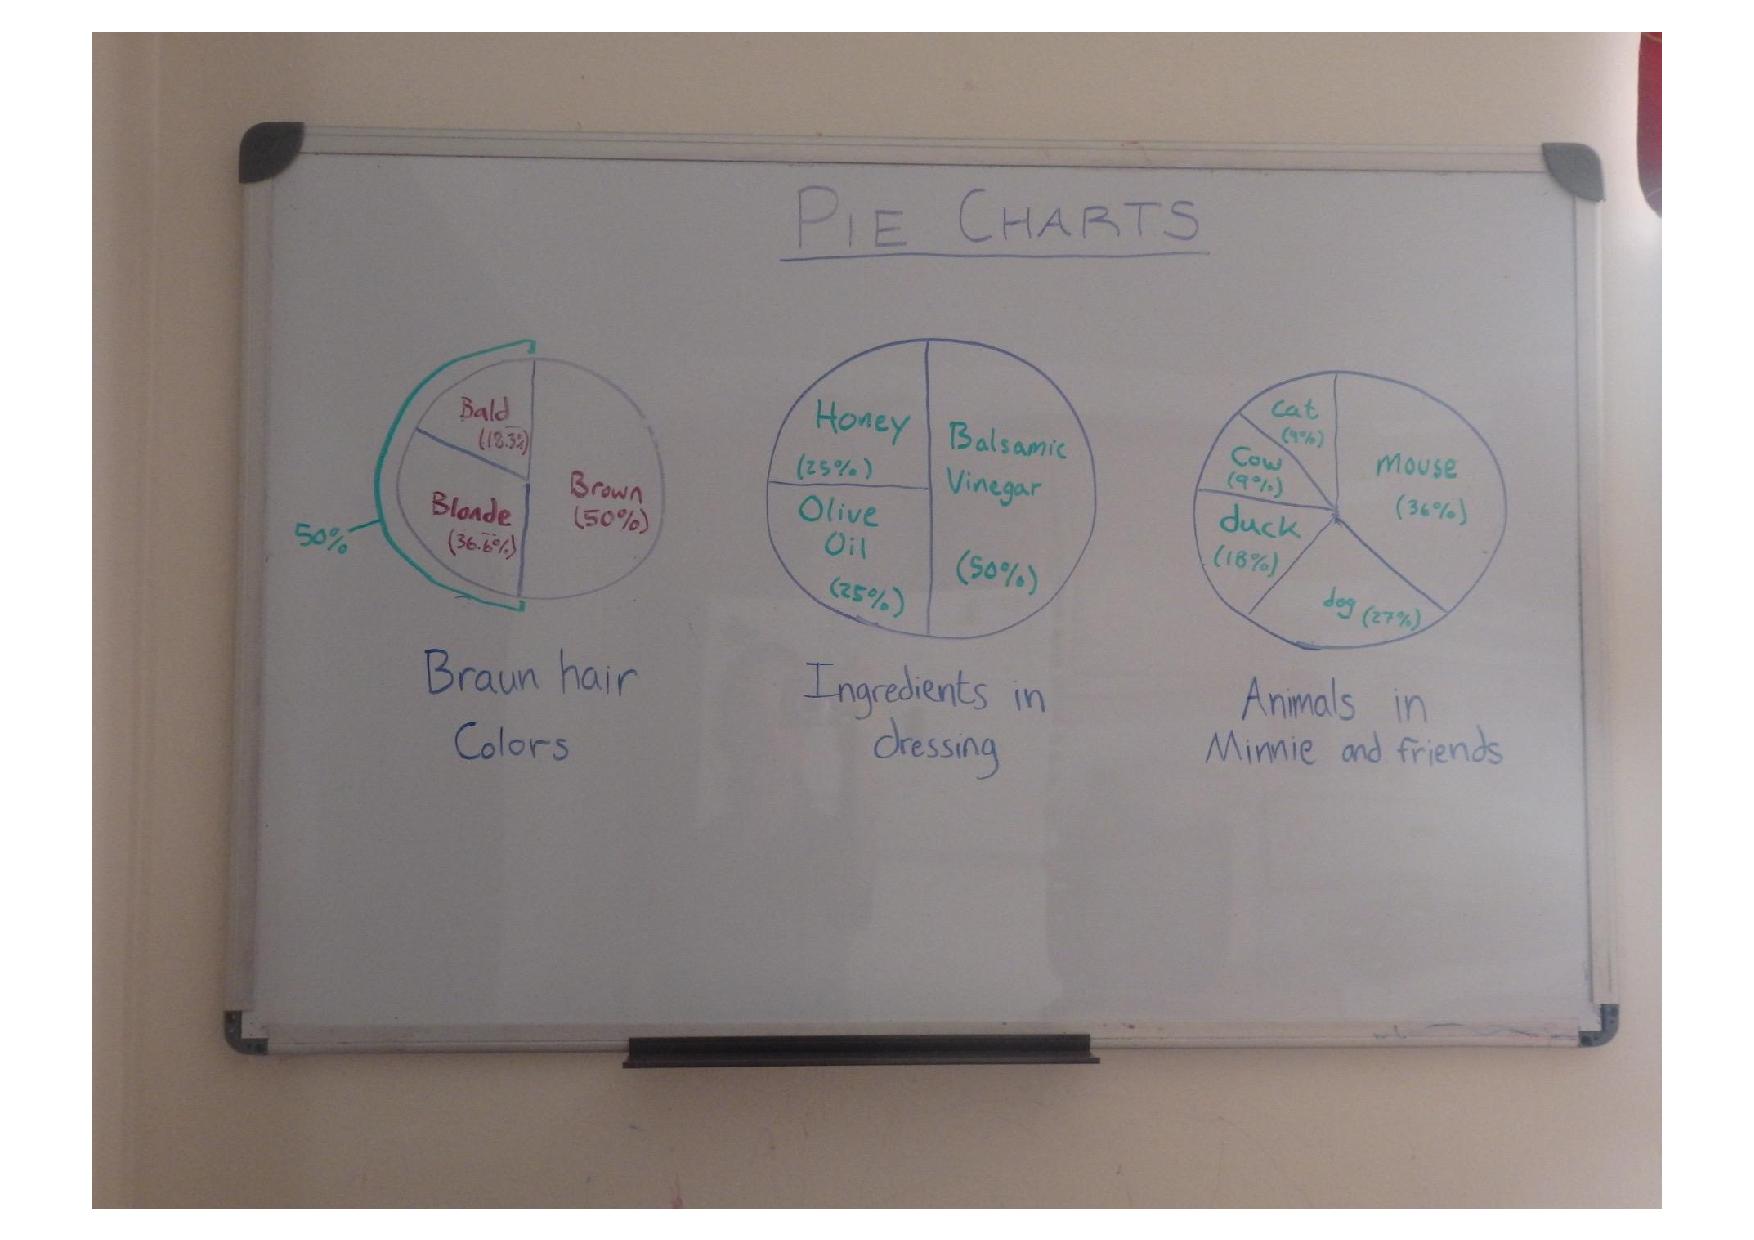 PIE CHARTS
Bald
(18.3%)
Blonde
(36.6%)
Brown
(50%)
50%
Braun hair
Colors
Honey
(25%)
Olive
Oil
(25%)
Balsamic
Vinegar
(50%)
Ingredients in
dressing
cat
(9%)
Cow
(9%)
duck
(18%)
dog (27%)
mouse
(36%)
Animals in
Minnie and friends